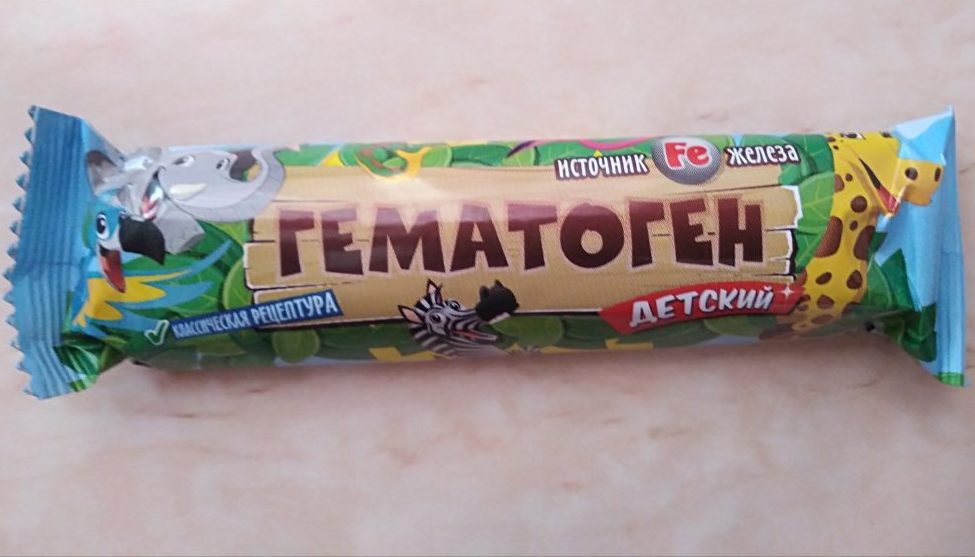 ИСТОЧНИК Fe ЖЕЛЕЗА
ГЕМАТОГЕН
ДЕТСКИЙ
КЛАССИЧЕСКАЯ РЕЦЕПТУРА